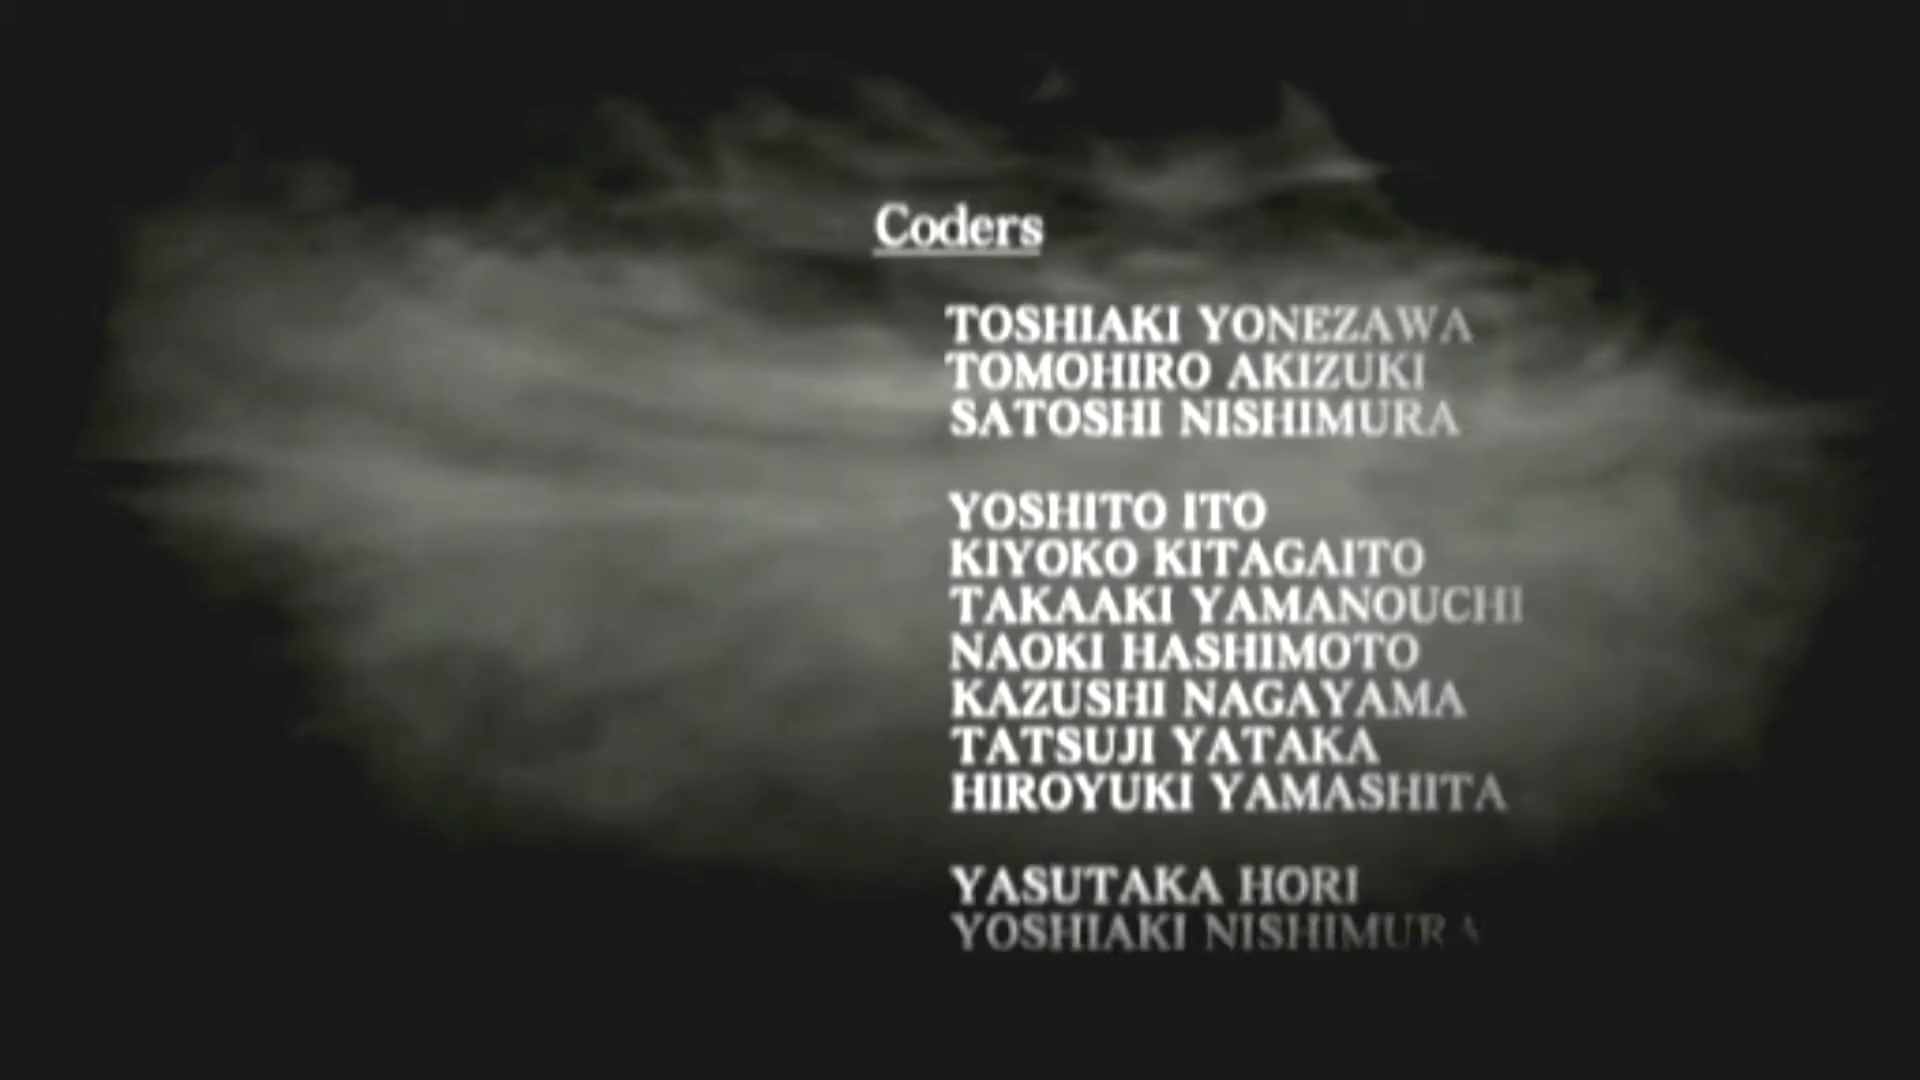 Coders
TOSHIAKI YONEZAWA
TOMOHIRO AKIZUKI
SATOSHI NISHIMURA
YOSHITO ITO
KIYOKO KITAGAITO
TAKAAKI YAMANOUCHI
NAOKI HASHIMOTO
KAZUSHI NAGAYAMA
TATSUJI YATAKA
HIROYUKI YAMASHITA
YASUTAKA HORI
YOSHIAKI NISHIMURA